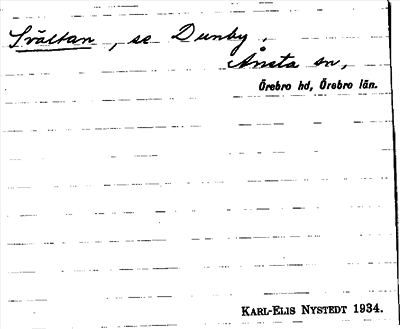 Svältan, se Dunby,
Ånsta sn,
Örebro hd, Örebro län.
KARL-ELIS NYSTEDT 1934.